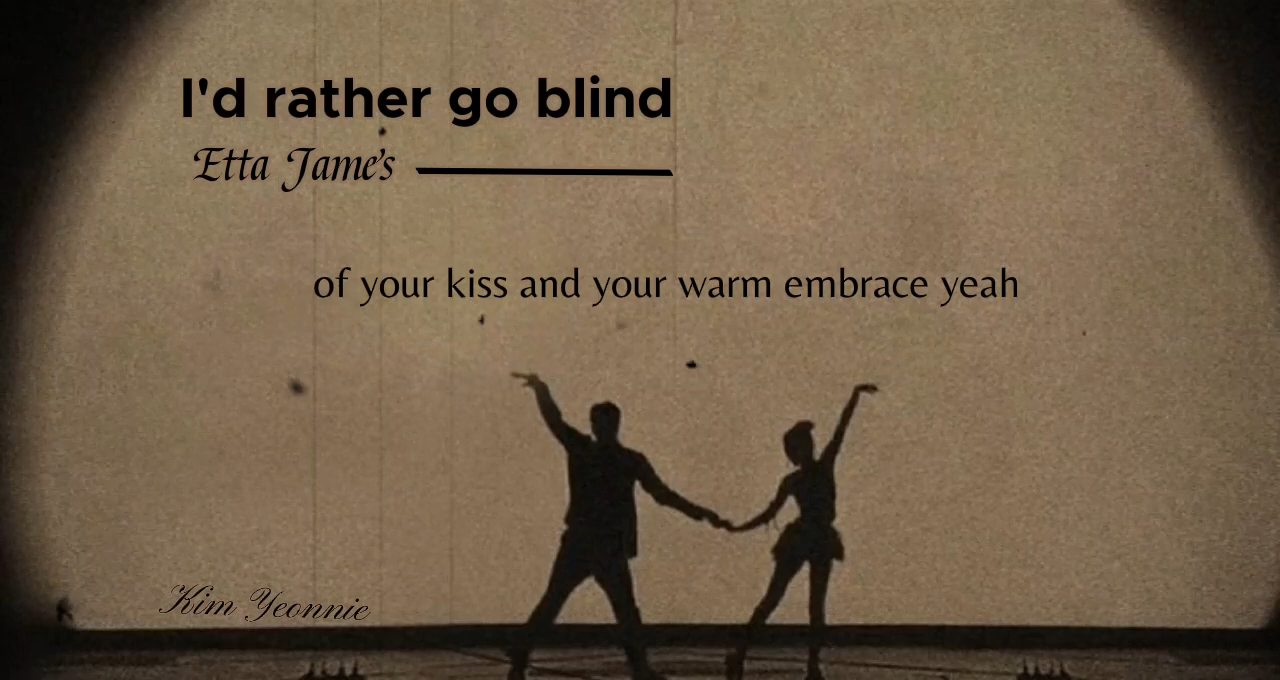 I'd rather go blind
Etta Jame's
of your kiss and your warm embrace yeah
Kim Yeonnie